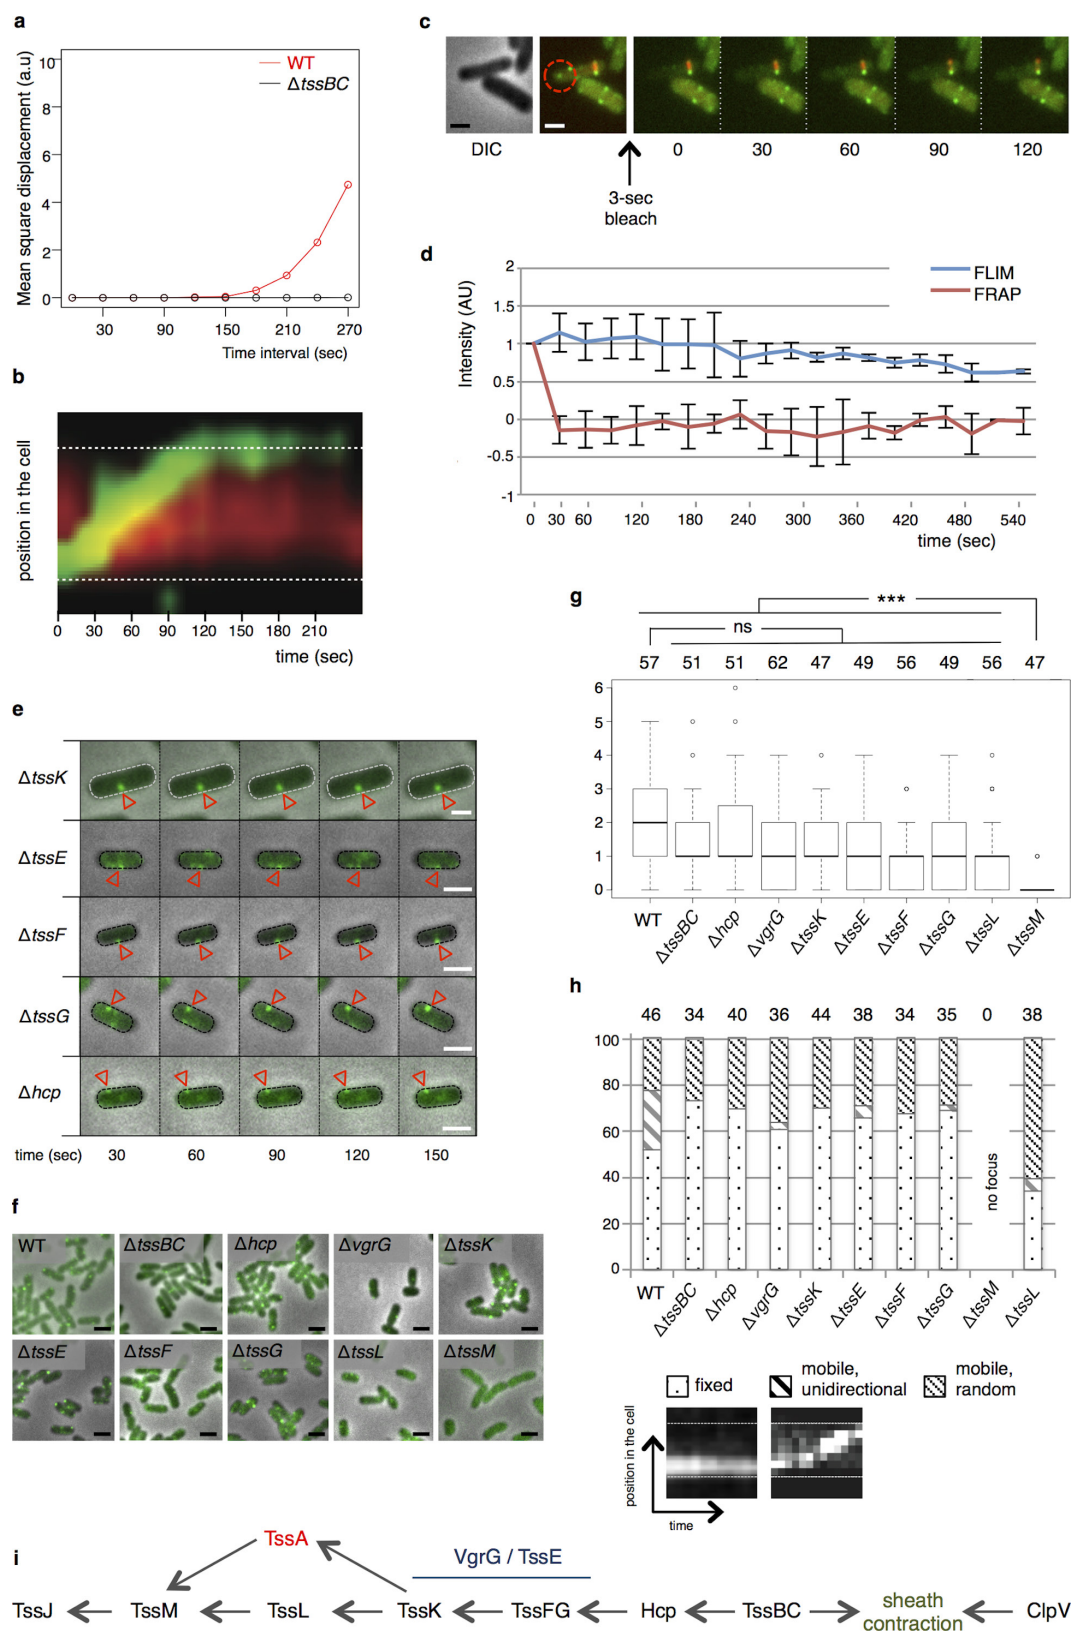 a
Mean square displacement (a.u)
10
8
6
4
2
0
WT
ΔtssBC
30 90 150 210 270
Time interval (sec)
b
position in the cell
0 30 60 90 120 150 180 210
time (sec)
c
DIC
3-sec
bleach
0 30 60 90 120
d
Intensity (AU)
2
1.5
1
0.5
0
-0.5
-1
FLIM
FRAP
0 30 60 120 180 240 300 360 420 480 540
time (sec)
e
ΔtssK
ΔtssE
ΔtssF
ΔtssG
Δhcp
time (sec) 30 60 90 120 150
f
WT ΔtssBC Δhcp ΔvgrG ΔtssK
ΔtssE ΔtssF ΔtssG ΔtssL ΔtssM
g
***
ns
57 51 51 62 47 49 56 49 56 47
6
5
4
3
2
1
0
WT ΔtssBC Δhcp ΔvgrG ΔtssK ΔtssE ΔtssF ΔtssG ΔtssL ΔtssM
h
46 34 40 36 44 38 34 35 0 38
100
80
60
40
20
0
no focus
WT ΔtssBC Δhcp ΔvgrG ΔtssK ΔtssE ΔtssF ΔtssG ΔtssM ΔtssL
fixed
mobile,
unidirectional
mobile,
random
position in the cell
time
i
TssA
VgrG / TssE
TssJ TssM TssL TssK TssFG Hcp TssBC sheath
contraction ClpV